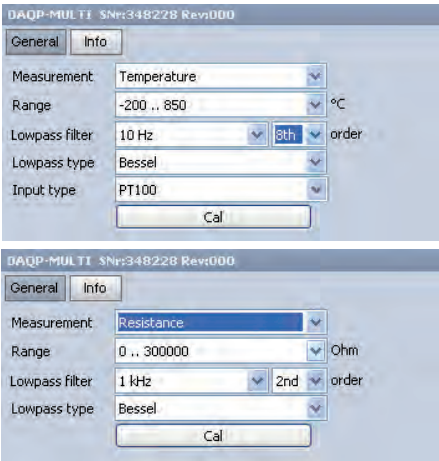 DAQP-MULTI SNr:348228 Rev:000
General Info
Measurement Temperature
Range -200 .. 850 °C
Lowpass filter 10 Hz 8th order
Lowpass type Bessel
Input type PT100
Cal
DAQP-MULTI SNr:348228 Rev:000
General Info
Measurement Resistance
Range 0 .. 300000 Ohm
Lowpass filter 1 kHz 2nd order
Lowpass type Bessel
Cal